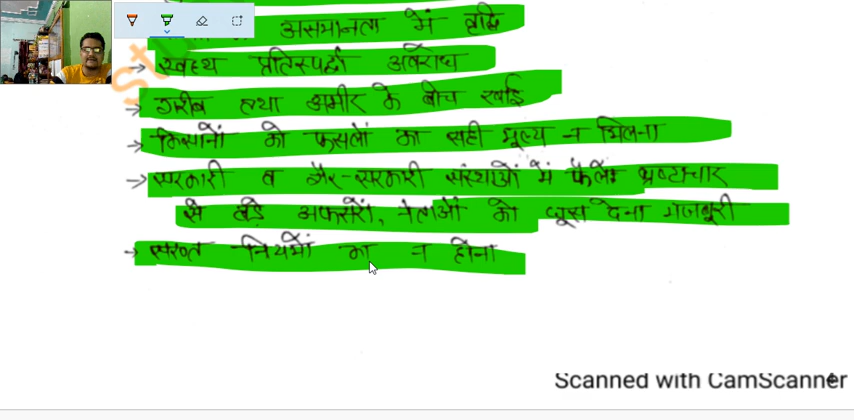 असमानता में वृद्धि
→ स्वस्थ प्रतिस्पर्द्धा अवरोध
→ गरीब तथा अमीर के बीच खाई
→ किसानों को फसलों का सही मूल्य न मिलना
→ सरकारी व गैर-सरकारी संस्थाओं में फैले भ्रष्टाचार
से बड़े अफसरों, नेताओं को घूस देना मजबूरी
→ सख्त नियमों का न होना
Scanned with CamScanner